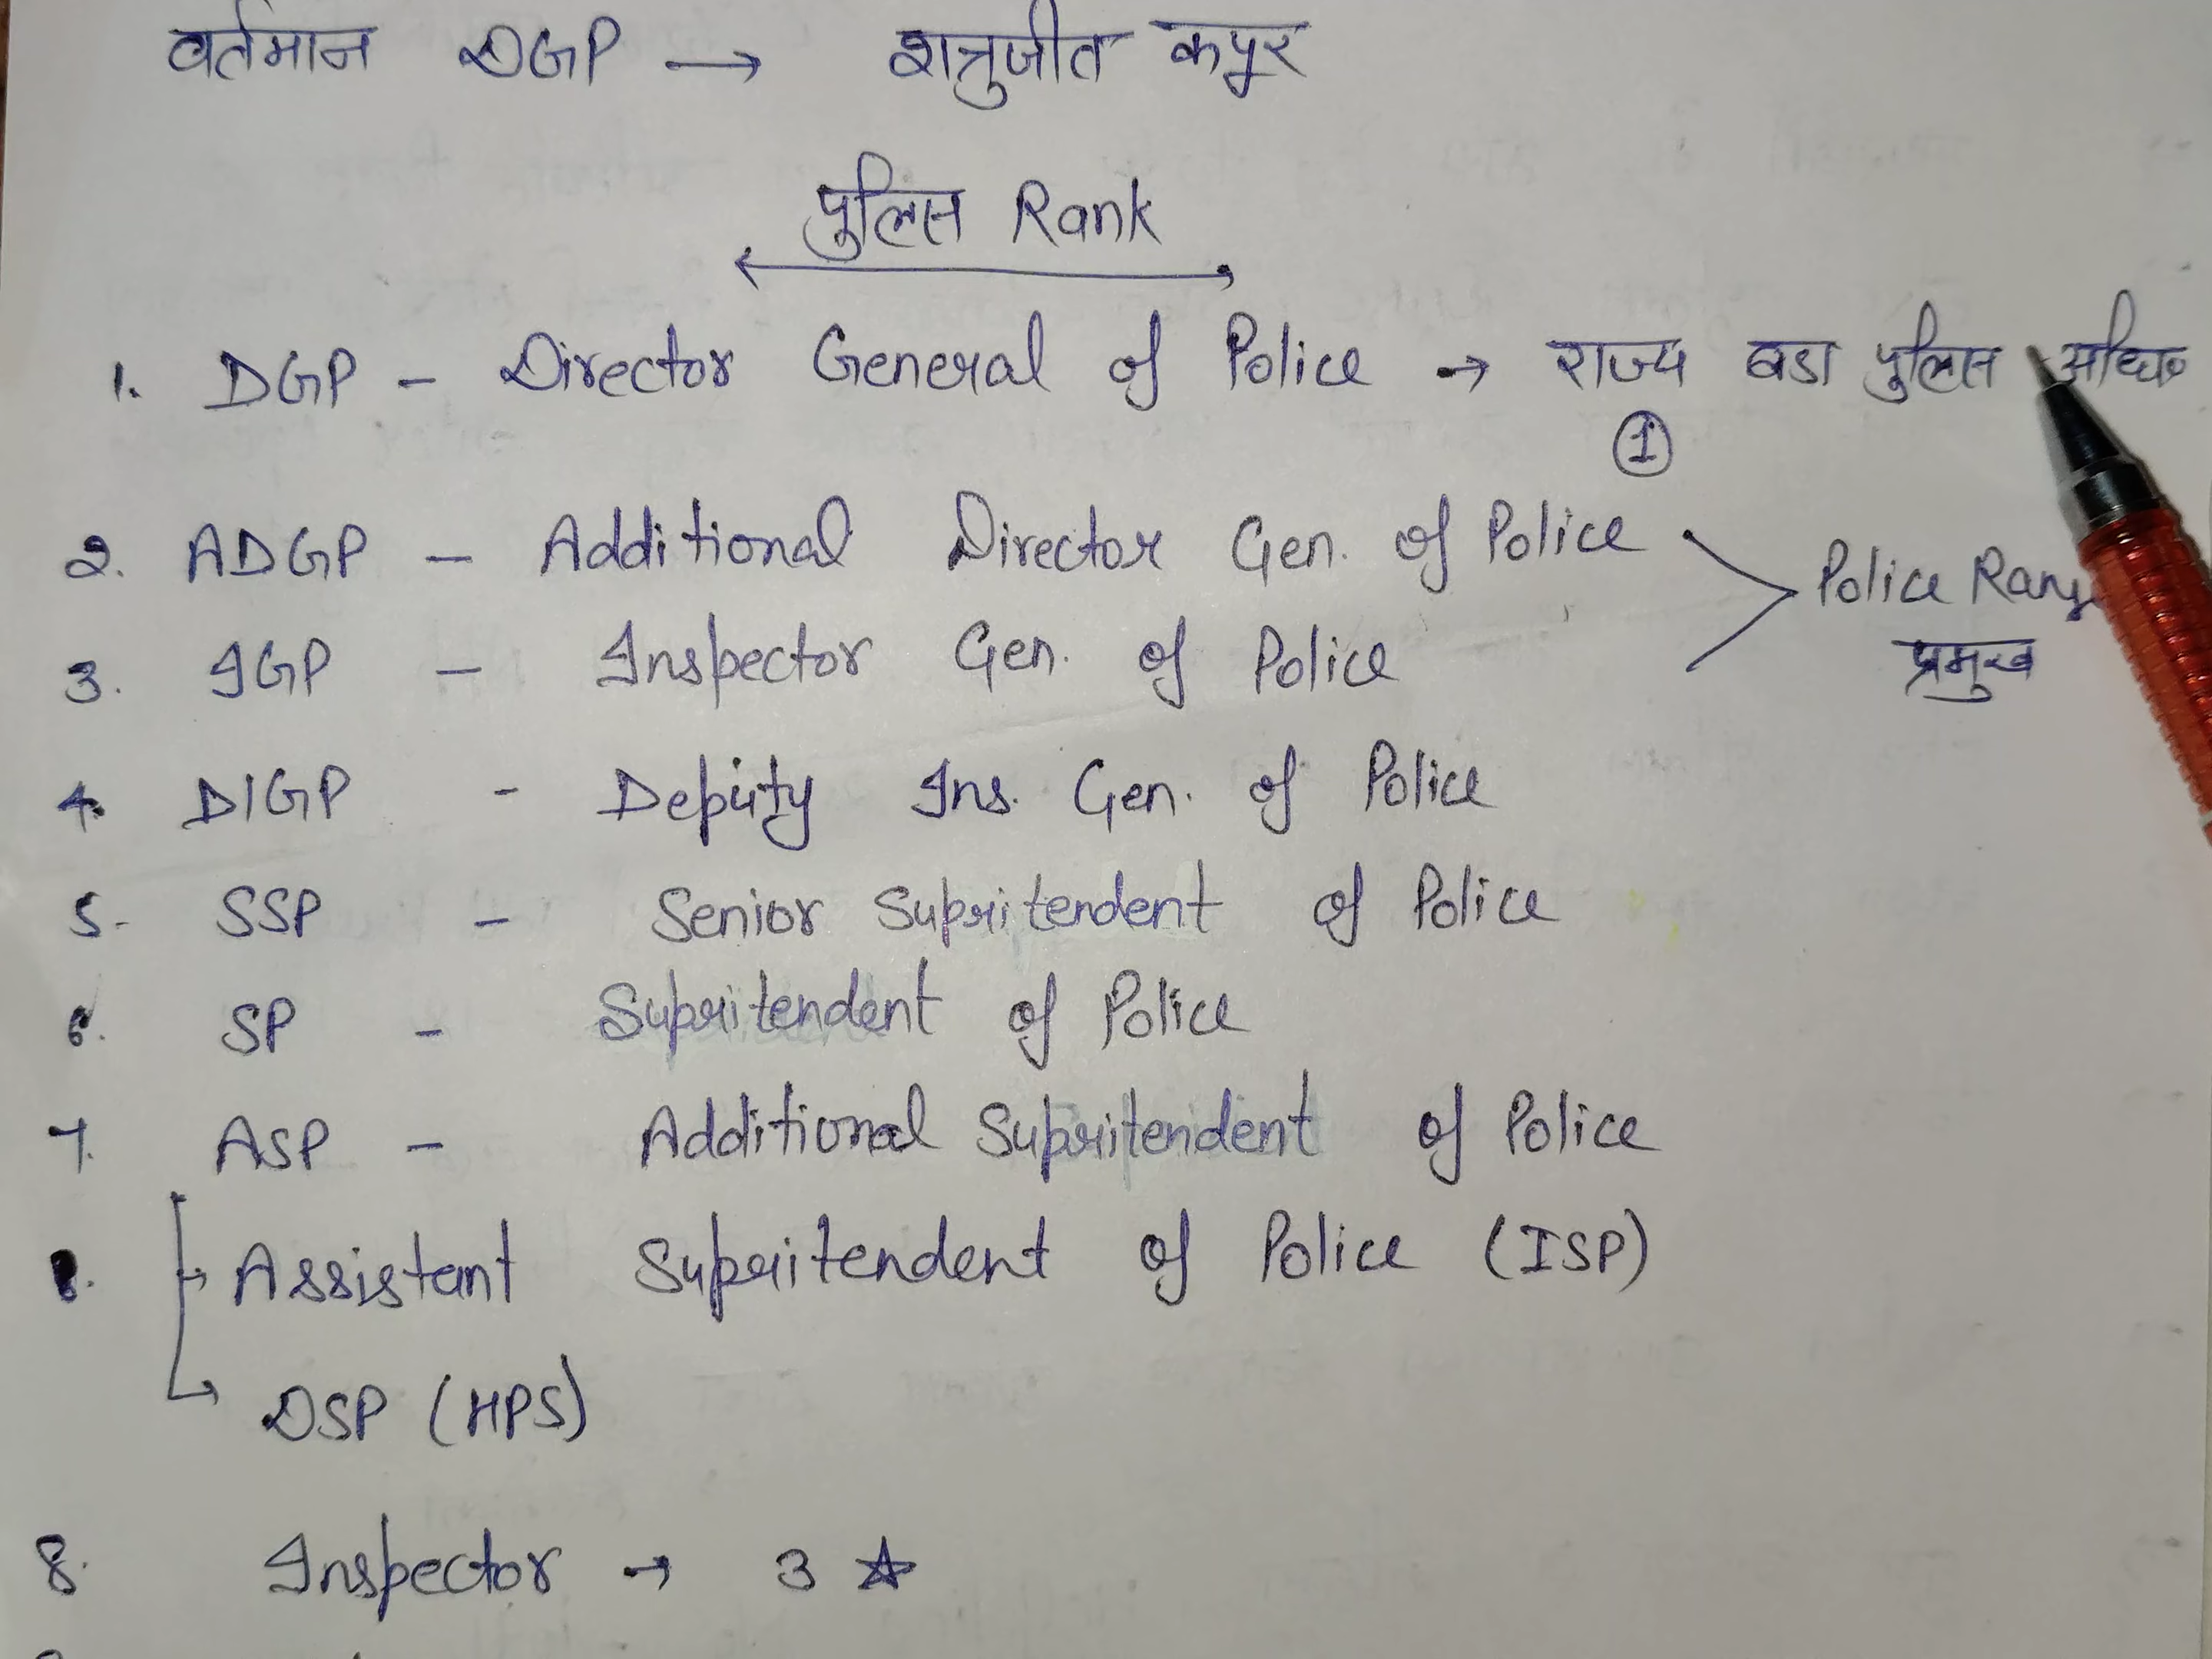 वर्तमान DGP → शत्रुजीत कपूर
पुलिस Rank
1. DGP - Director General of Police → राज्य बडा पुलिस
1
2. ADGP - Additional Director Gen. of Police
Police
3. IGP - Inspector Gen. of Police
प्रमुख
4. DIGP - Deputy Ins. Gen. of Police
5- SSP - Senior Supritendent of Police
6. SP - Supritendent of Police
7. ASP - Additional Supritendent of Police
→ Assistant Supritendent of Police (ISP)
→ DSP (HPS)
8. Inspector → 3 ☆